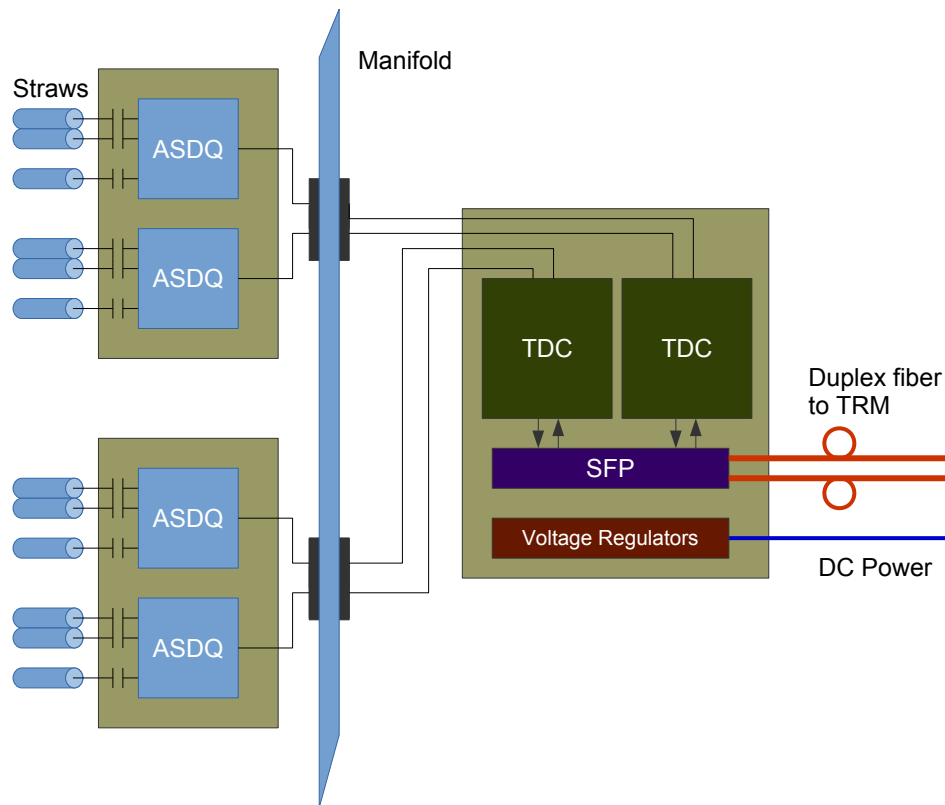 Straws
Manifold
ASDQ
ASDQ
TDC
TDC
Duplex fiber
to TRM
SFP
ASDQ
Voltage Regulators
DC Power
ASDQ